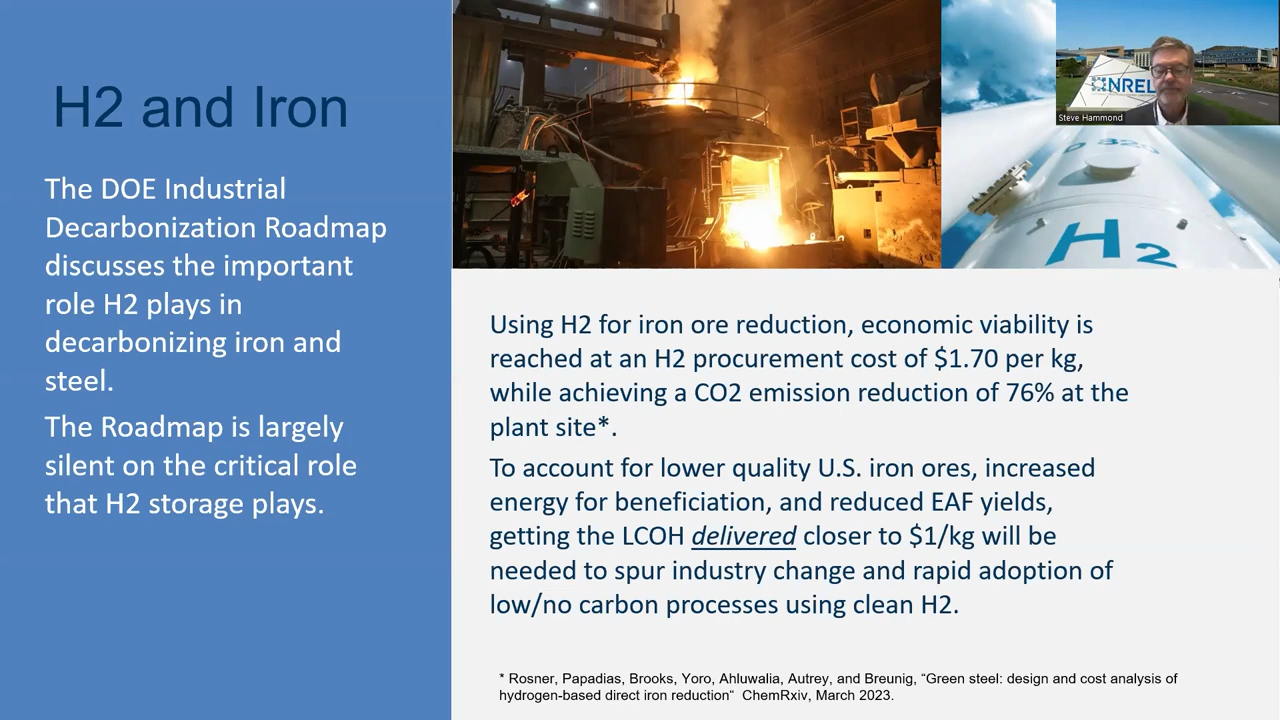 H2 and Iron
The DOE Industrial
Decarbonization Roadmap
discusses the important
role H2 plays in
decarbonizing iron and
steel.
The Roadmap is largely
silent on the critical role
that H2 storage plays.
NREL
Steve Hammond
H2
Using H2 for iron ore reduction, economic viability is
reached at an H2 procurement cost of $1.70 per kg,
while achieving a CO2 emission reduction of 76% at the
plant site*.
To account for lower quality U.S. iron ores, increased
energy for beneficiation, and reduced EAF yields,
getting the LCOH delivered closer to $1/kg will be
needed to spur industry change and rapid adoption of
low/no carbon processes using clean H2.
* Rosner, Papadias, Brooks, Yoro, Ahluwalia, Autrey, and Breunig, “Green steel: design and cost analysis of
hydrogen-based direct iron reduction“  ChemRxiv, March 2023.